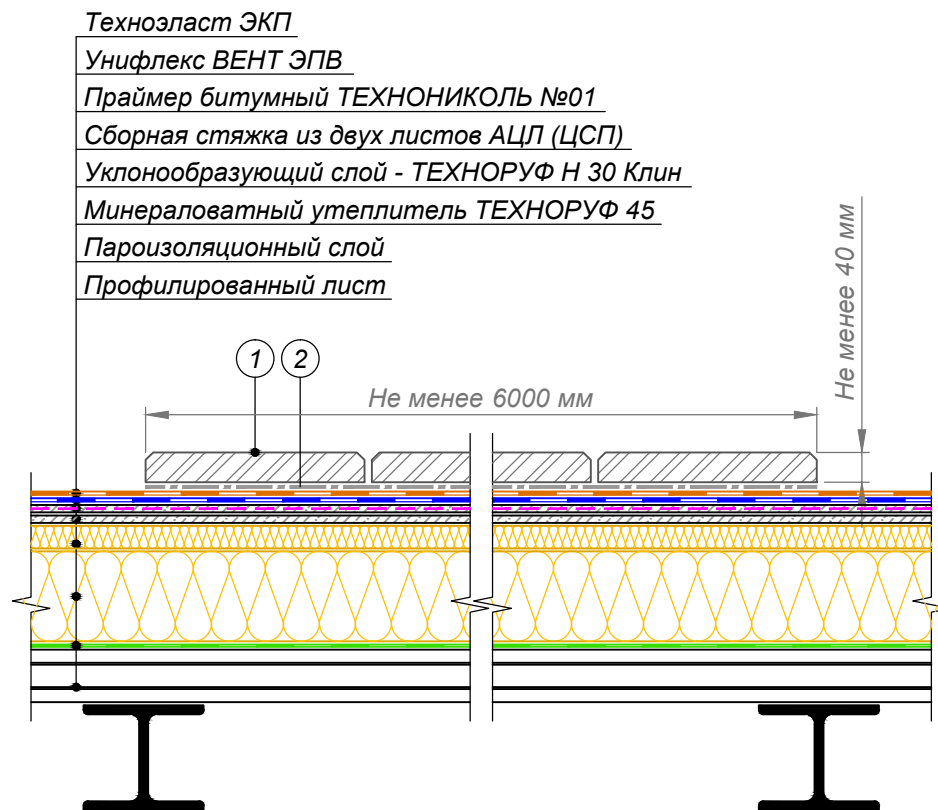 Техноэласт ЭКП
Унифлекс ВЕНТ ЭПВ
Праймер битумный ТЕХНОНИКОЛЬ №01
Сборная стяжка из двух листов АЦЛ (ЦСП)
Уклонообразующий слой - ТЕХНОРУФ Н 30 Клин
Минераловатный утеплитель ТЕХНОРУФ 45
Пароизоляционный слой
Профилированный лист
Не менее 40 мм
1 2
Не менее 6000 мм